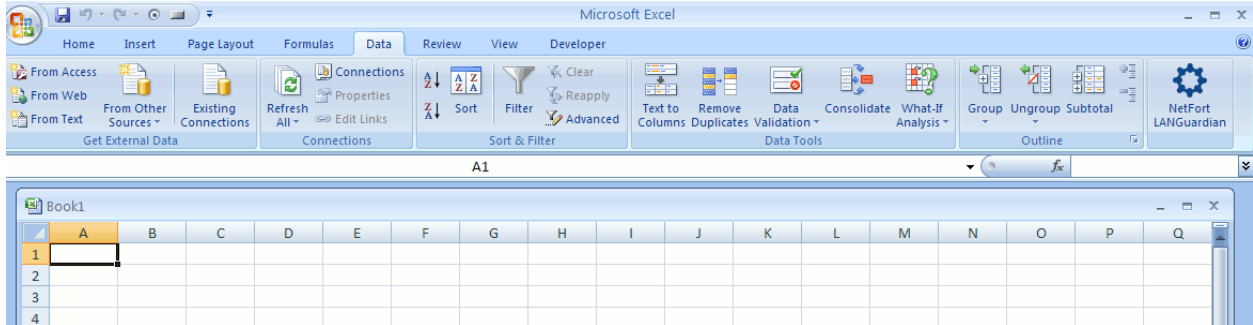 Microsoft Excel
Home Insert Page Layout Formulas Data Review View Developer
From Access
From Web
From Text
From Other
Sources
Existing
Connections
Get External Data
Refresh
All
Connections
Properties
Edit Links
Connections
A Z
Z A
A Z
Z A
Sort
Filter
Clear
Reapply
Advanced
Sort & Filter
Text to
Columns
Remove
Duplicates
Data
Validation
Consolidate
What-If
Analysis
Data Tools
Group
Ungroup
Subtotal
Outline
NetFort
LANGuardian
A1
fx
Book1
A B C D E F G H I J K L M N O P Q
1
2
3
4